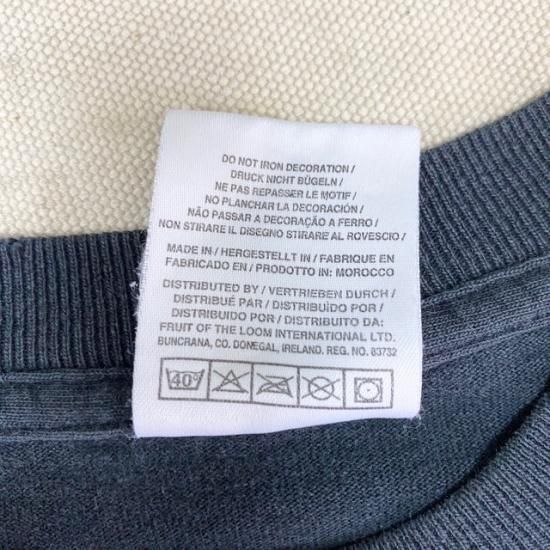 DO NOT IRON DECORATION /
DRUCK NICHT BÜGELN /
NE PAS REPASSER LE MOTIF /
NO PLANCHAR LA DECORACIÓN /
NÃO PASSAR A DECORAÇÃO A FERRO /
NON STIRARE IL DISEGNO STIRARE AL ROVESCIO /
MADE IN / HERGESTELLT IN / FABRIQUE EN
FABRICADO EN / PRODOTTO IN: MOROCCO
DISTRIBUTED BY / VERTRIEBEN DURCH /
DISTRIBUÉ PAR / DISTRIBUÏDO POR /
DISTRIBUIDO POR / DISTRIBUITO DA:
FRUIT OF THE LOOM INTERNATIONAL LTD.
BUNCRANA, CO. DONEGAL, IRELAND. REG. NO. 83732
40°